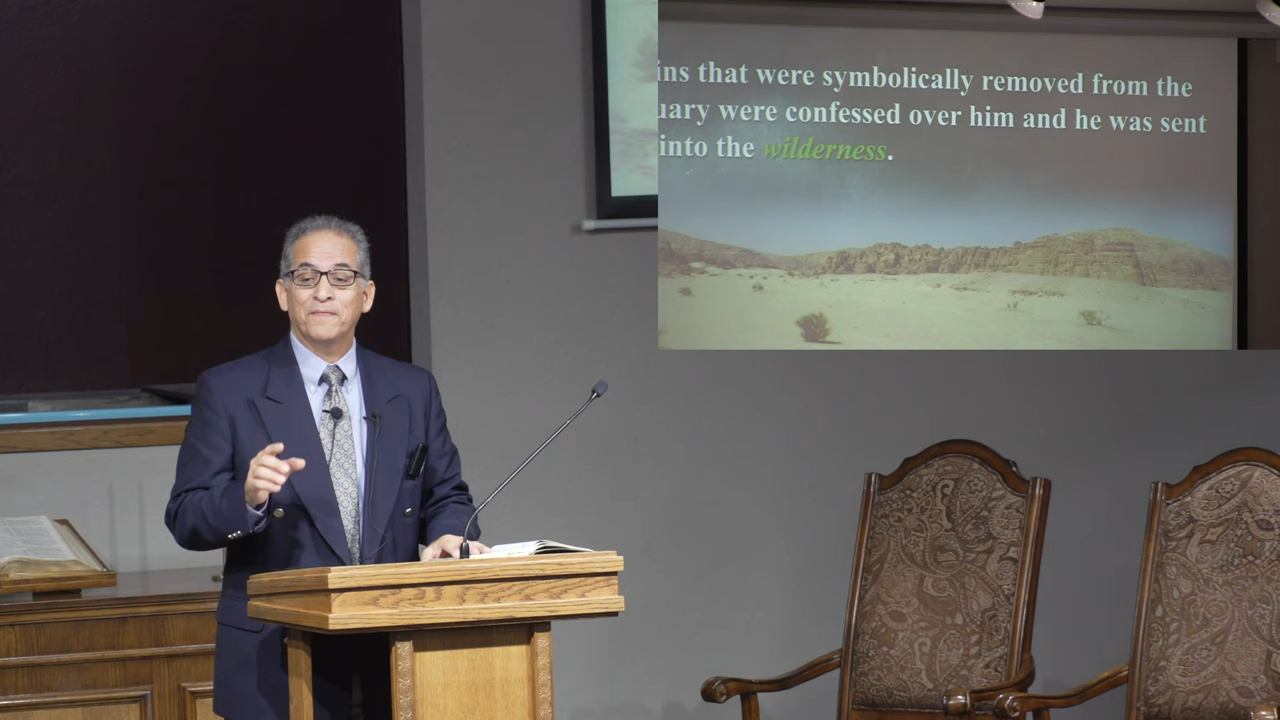 ins that were symbolically removed from the
uary were confessed over him and he was sent
into the wilderness.